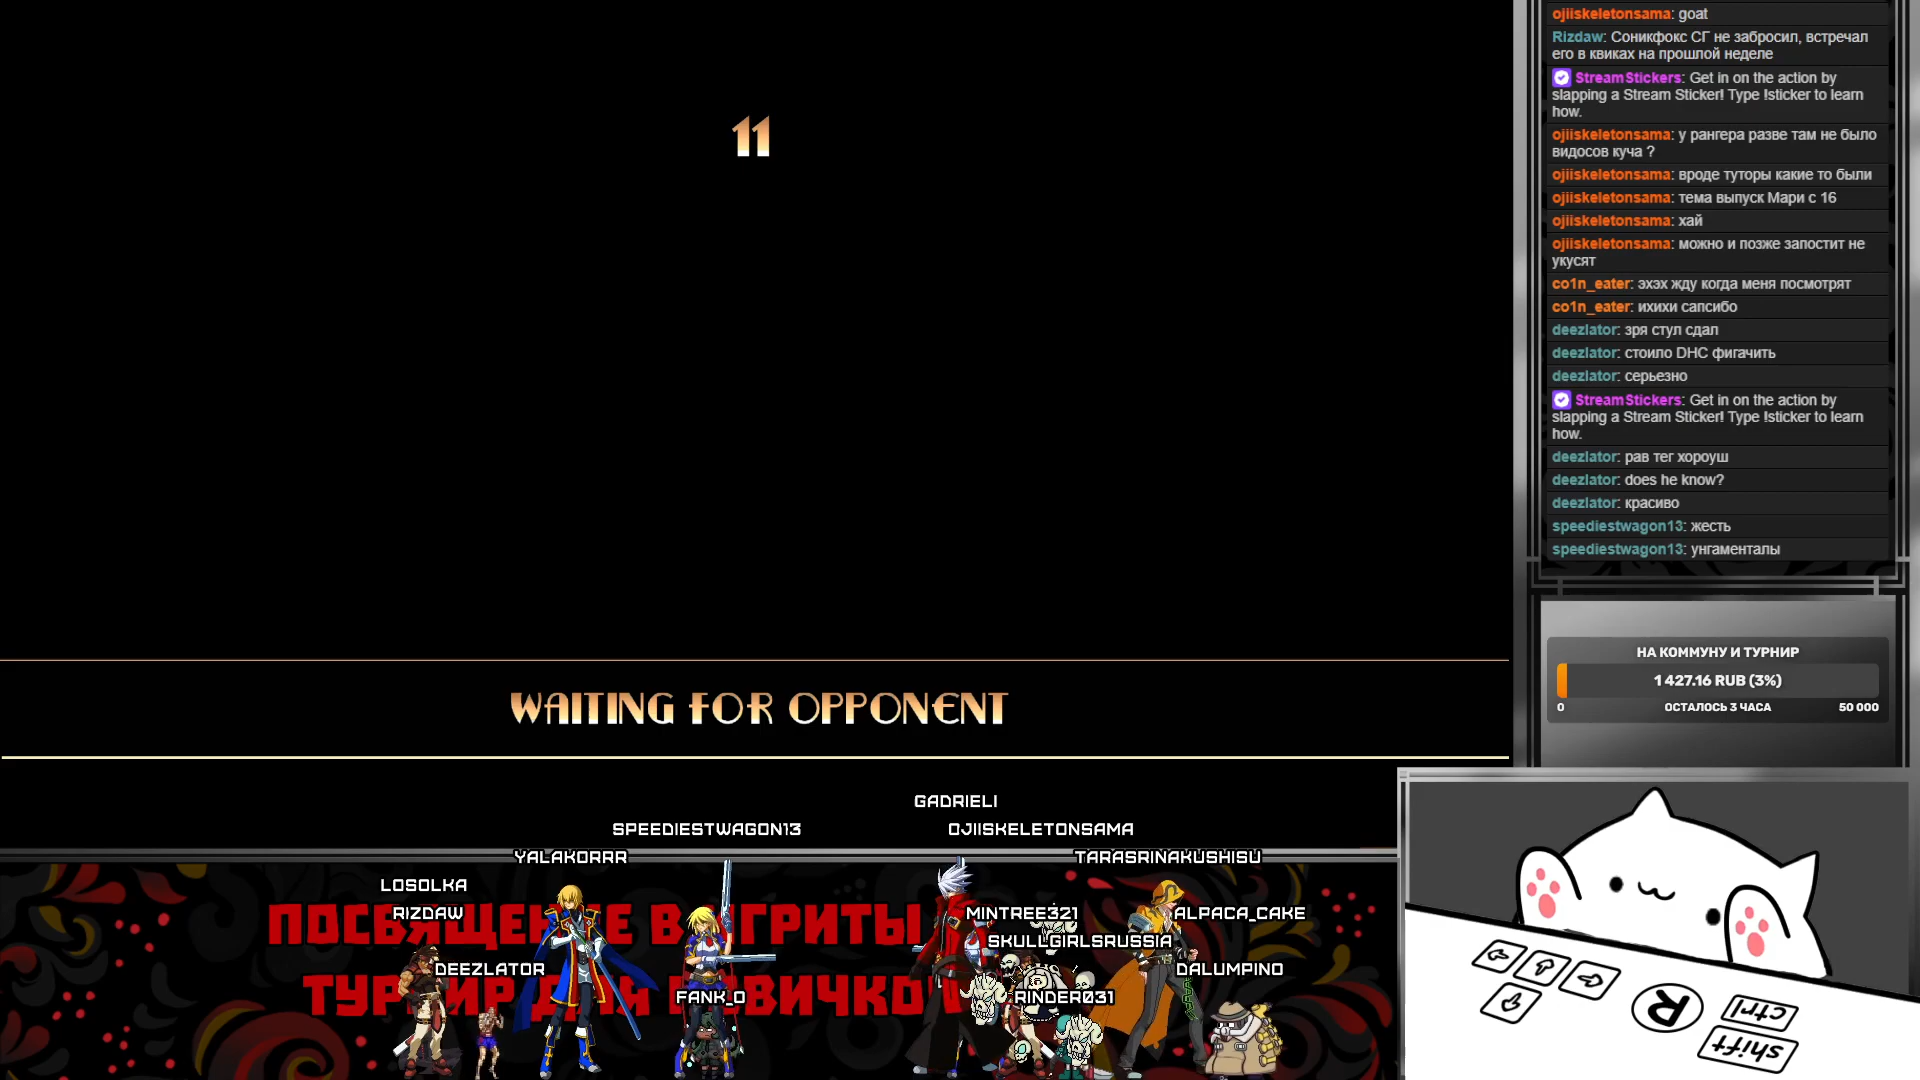 11
WAITING FOR OPPONENT
ojiiskeletonsama: goat
Rizdaw: Соникфокс СГ не забросил, встречал
его в квиках на прошлой неделе
StreamStickers: Get in on the action by
slapping a Stream Sticker! Type !sticker to learn
how.
ojiiskeletonsama: у рангера разве там не было
видосов куча ?
ojiiskeletonsama: вроде туторы какие то были
ojiiskeletonsama: тема выпуск Мари с 16
ojiiskeletonsama: хай
ojiiskeletonsama: можно и позже запостит не
укусят
co1n_eater: эхэх жду когда меня посмотрят
co1n_eater: ихихи сапсибо
deezlator: зря стул сдал
deezlator: стоило DHC фигачить
deezlator: серьезно
StreamStickers: Get in on the action by
slapping a Stream Sticker! Type !sticker to learn
how.
deezlator: рав тег хороуш
deezlator: does he know?
deezlator: красиво
speediestwagon13: жесть
speediestwagon13: унгаменталы
НА КОММУНУ И ТУРНИР
1 427.16 RUB (3%)
0 ОСТАЛОСЬ 3 ЧАСА 50 000
GADRIELI
SPEEDIESTWAGON13 OJIISKELETONSAMA
YALAKORRR TARASRINAKUSHISU
LOSOLKA
RIZDAW MINTREE321 ALPACA_CAKE
SKULLGIRLSRUSSIA
DEEZLATOR DALUMPINO
FANK_O RINDER031
R
ctrl
shift